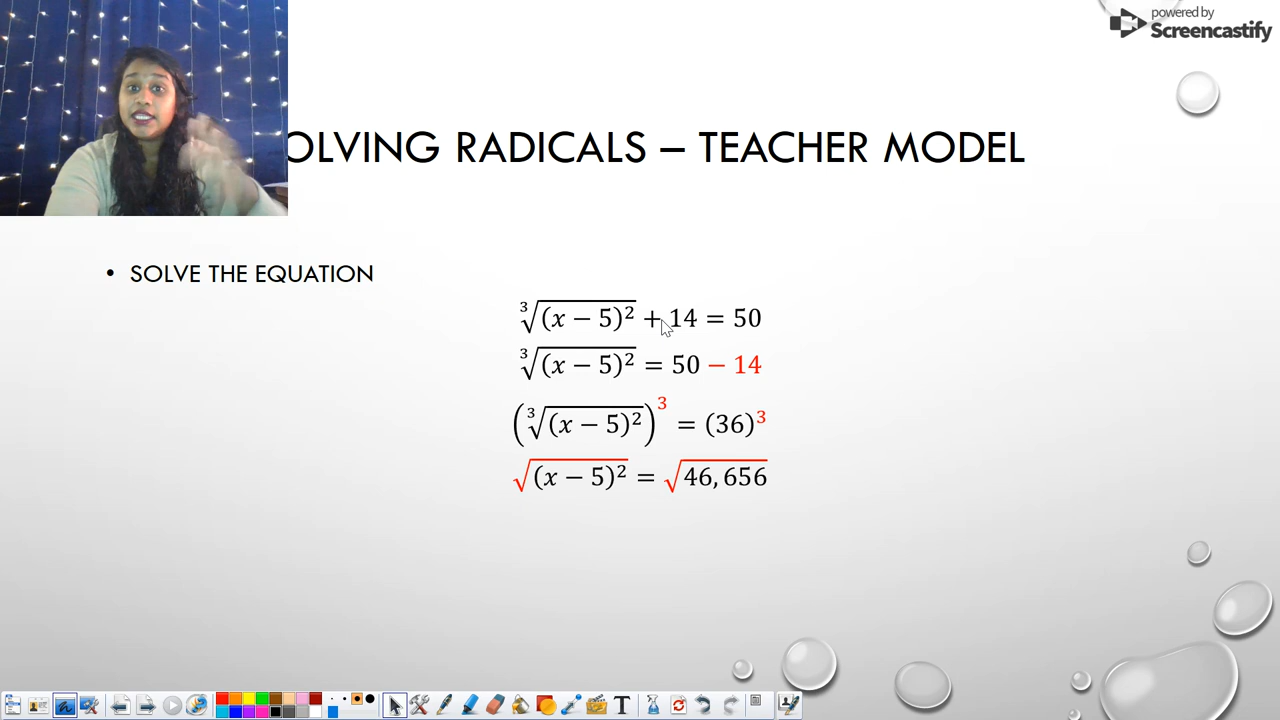 powered by
Screencastify
OLVING RADICALS – TEACHER MODEL
• SOLVE THE EQUATION
∛(x − 5)² + 14 = 50
∛(x − 5)² = 50 − 14
(∛(x − 5)²)³ = (36)³
√(x − 5)² = √46,656
T